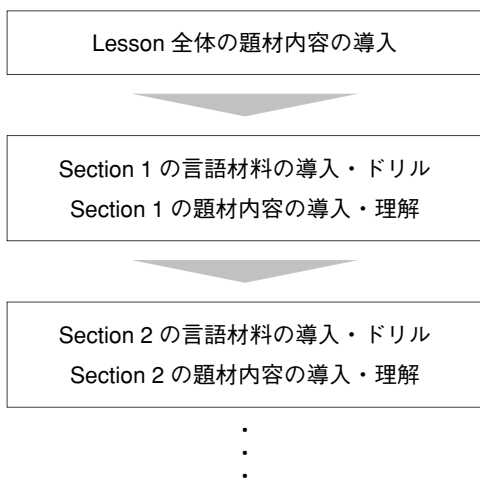 Lesson 全体の題材内容の導入
Section 1 の言語材料の導入・ドリル
Section 1 の題材内容の導入・理解
Section 2 の言語材料の導入・ドリル
Section 2 の題材内容の導入・理解
・
・
・